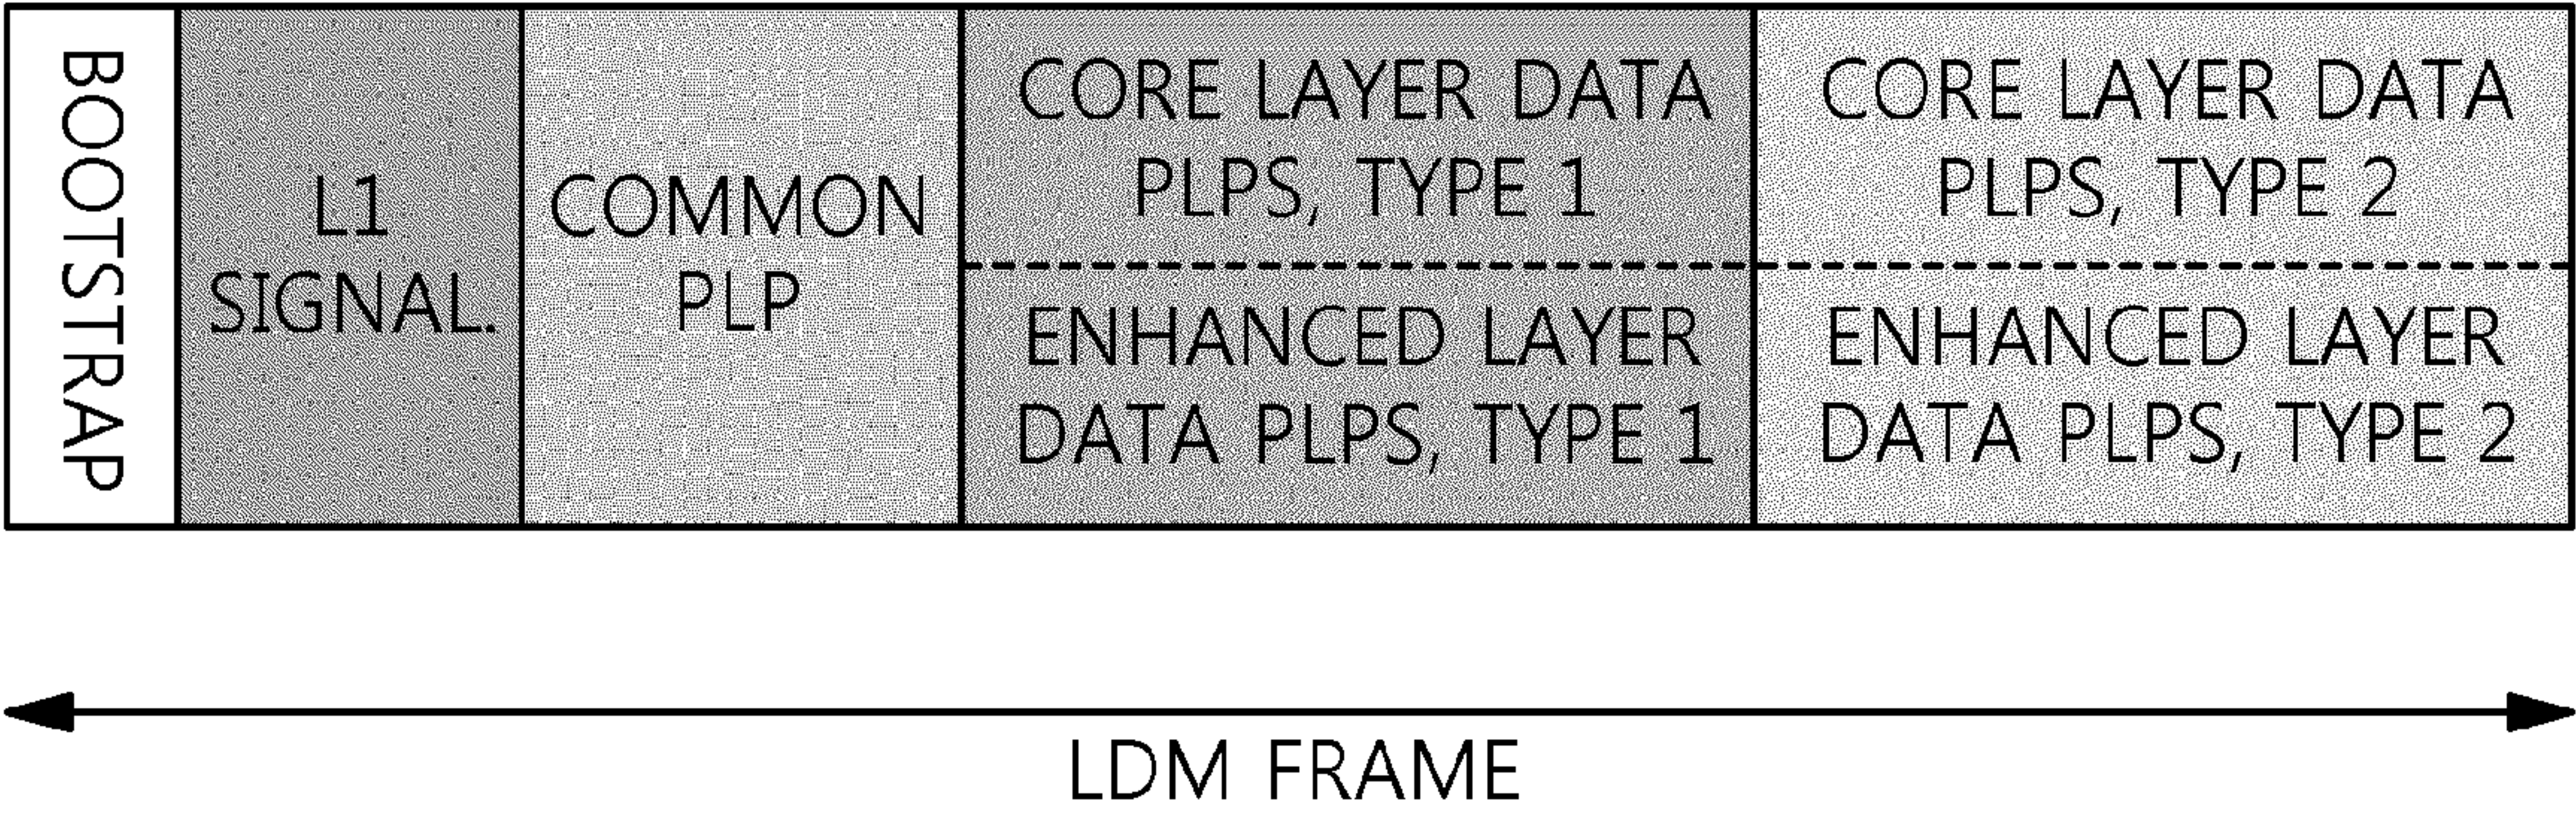 BOOTSTRAP
L1
SIGNAL.
COMMON
PLP
CORE LAYER DATA
PLPS, TYPE 1
ENHANCED LAYER
DATA PLPS, TYPE 1
CORE LAYER DATA
PLPS, TYPE 2
ENHANCED LAYER
DATA PLPS, TYPE 2
LDM FRAME